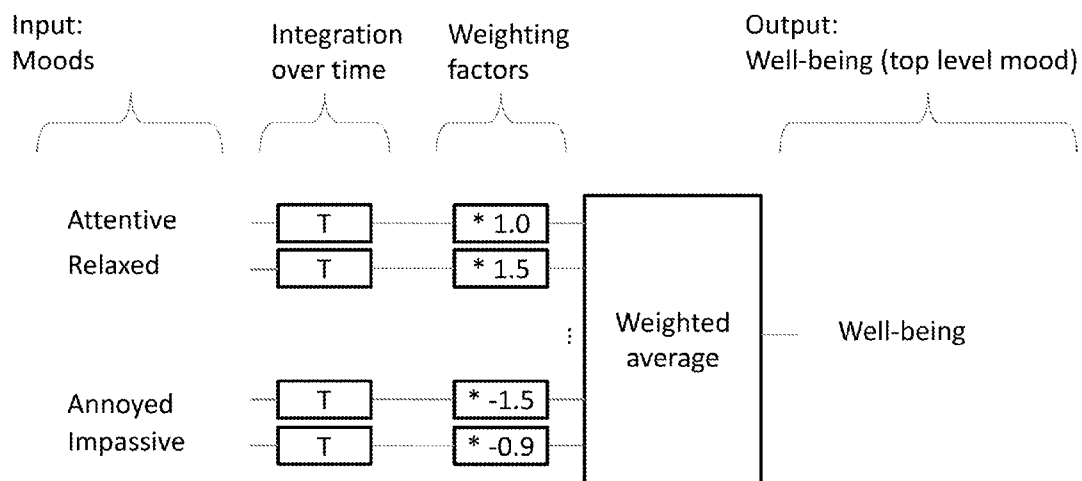 Input:
Moods
Integration
over time
Weighting
factors
Output:
Well-being (top level mood)
Attentive
T
* 1.0
Relaxed
T
* 1.5
⋮
Weighted
average
Well-being
Annoyed
T
* -1.5
Impassive
T
* -0.9